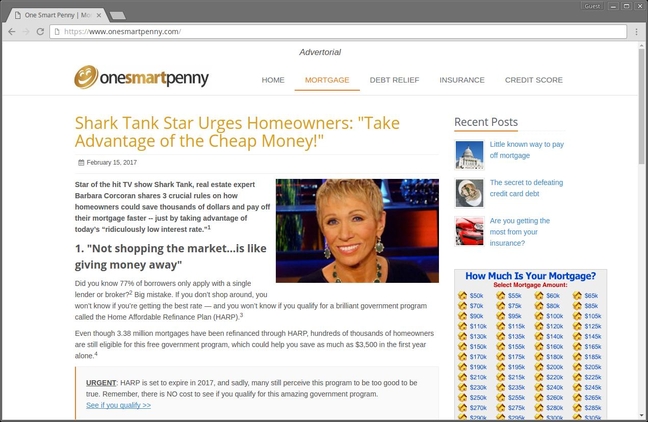 Guest
One Smart Penny | Mo
https://www.onesmartpenny.com/
Advertorial
onesmartpenny
HOME MORTGAGE DEBT RELIEF INSURANCE CREDIT SCORE
Shark Tank Star Urges Homeowners: "Take
Advantage of the Cheap Money!"
February 15, 2017
Star of the hit TV show Shark Tank, real estate expert
Barbara Corcoran shares 3 crucial rules on how
homeowners could save thousands of dollars and pay off
their mortgage faster -- just by taking advantage of
today's "ridiculously low interest rate."1
1. "Not shopping the market...is like
giving money away"
Did you know 77% of borrowers only apply with a single
lender or broker?2 Big mistake. If you don't shop around, you
won't know if you're getting the best rate — and you won't know if you qualify for a brilliant government program
called the Home Affordable Refinance Plan (HARP).3
Even though 3.38 million mortgages have been refinanced through HARP, hundreds of thousands of homeowners
are still eligible for this free government program, which could help you save as much as $3,500 in the first year
alone.4
URGENT: HARP is set to expire in 2017, and sadly, many still perceive this program to be too good to be
true. Remember, there is NO cost to see if you qualify for this amazing government program.
See if you qualify >>
Recent Posts
Little known way to pay
off mortgage
The secret to defeating
credit card debt
Are you getting the
most from your
insurance?
How Much Is Your Mortgage?
Select Mortgage Amount:
$50k $55k $60k $65k
$70k $75k $80k $85k
$90k $95k $100k $105k
$110k $115k $120k $125k
$130k $135k $140k $145k
$150k $155k $160k $165k
$170k $175k $180k $185k
$190k $195k $200k $205k
$210k $215k $220k $225k
$230k $235k $240k $245k
$250k $255k $260k $265k
$270k $275k $280k $285k
$290k $295k $300k $305k